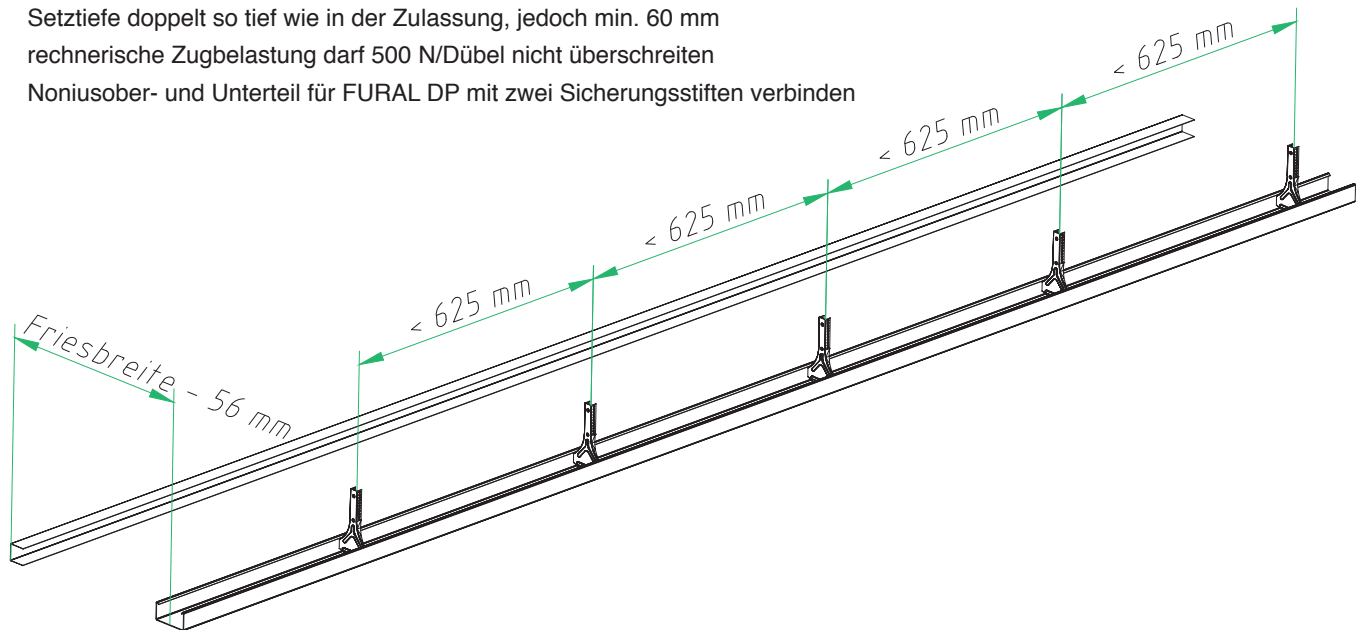 Setztiefe doppelt so tief wie in der Zulassung, jedoch min. 60 mm
rechnerische Zugbelastung darf 500 N/Dübel nicht überschreiten
Noniusober- und Unterteil für FURAL DP mit zwei Sicherungsstiften verbinden
< 625 mm
< 625 mm
< 625 mm
< 625 mm
Friesbreite - 56 mm